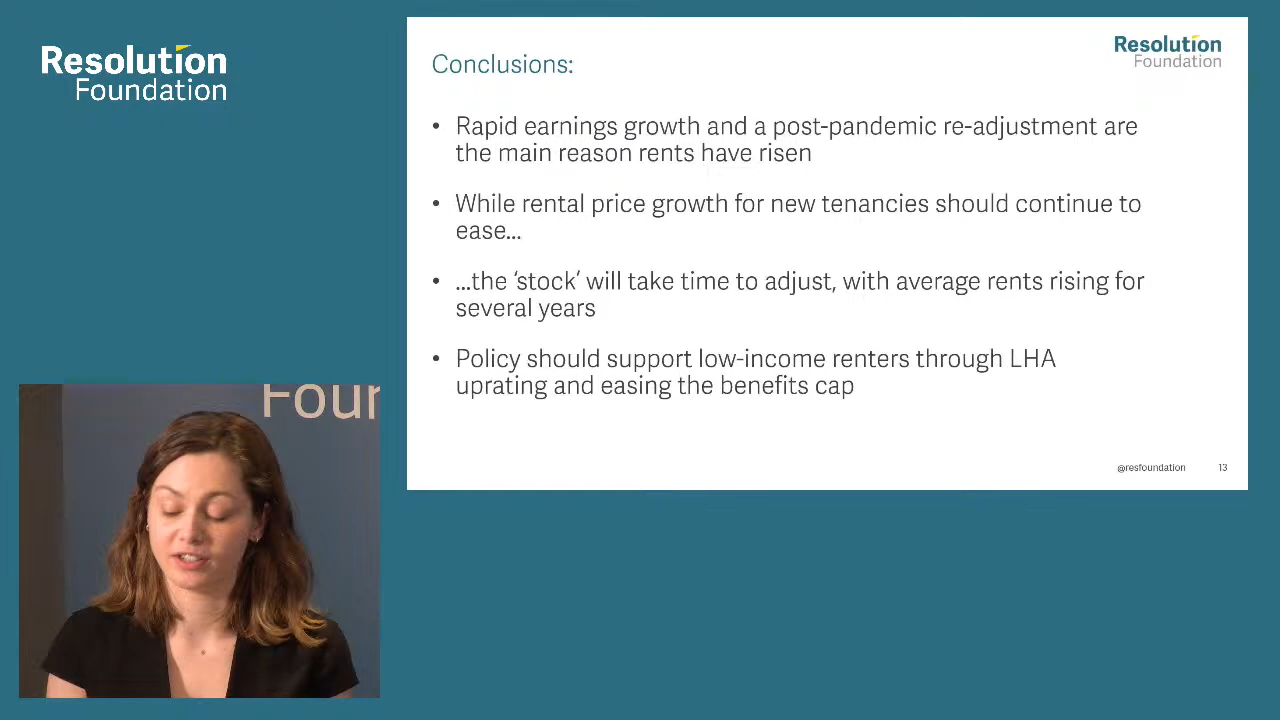 Resolution
Foundation
Resolution
Foundation
Conclusions:
• Rapid earnings growth and a post-pandemic re-adjustment are
the main reason rents have risen
• While rental price growth for new tenancies should continue to
ease...
• ...the ‘stock’ will take time to adjust, with average rents rising for
several years
• Policy should support low-income renters through LHA
uprating and easing the benefits cap
@resfoundation 13
Four